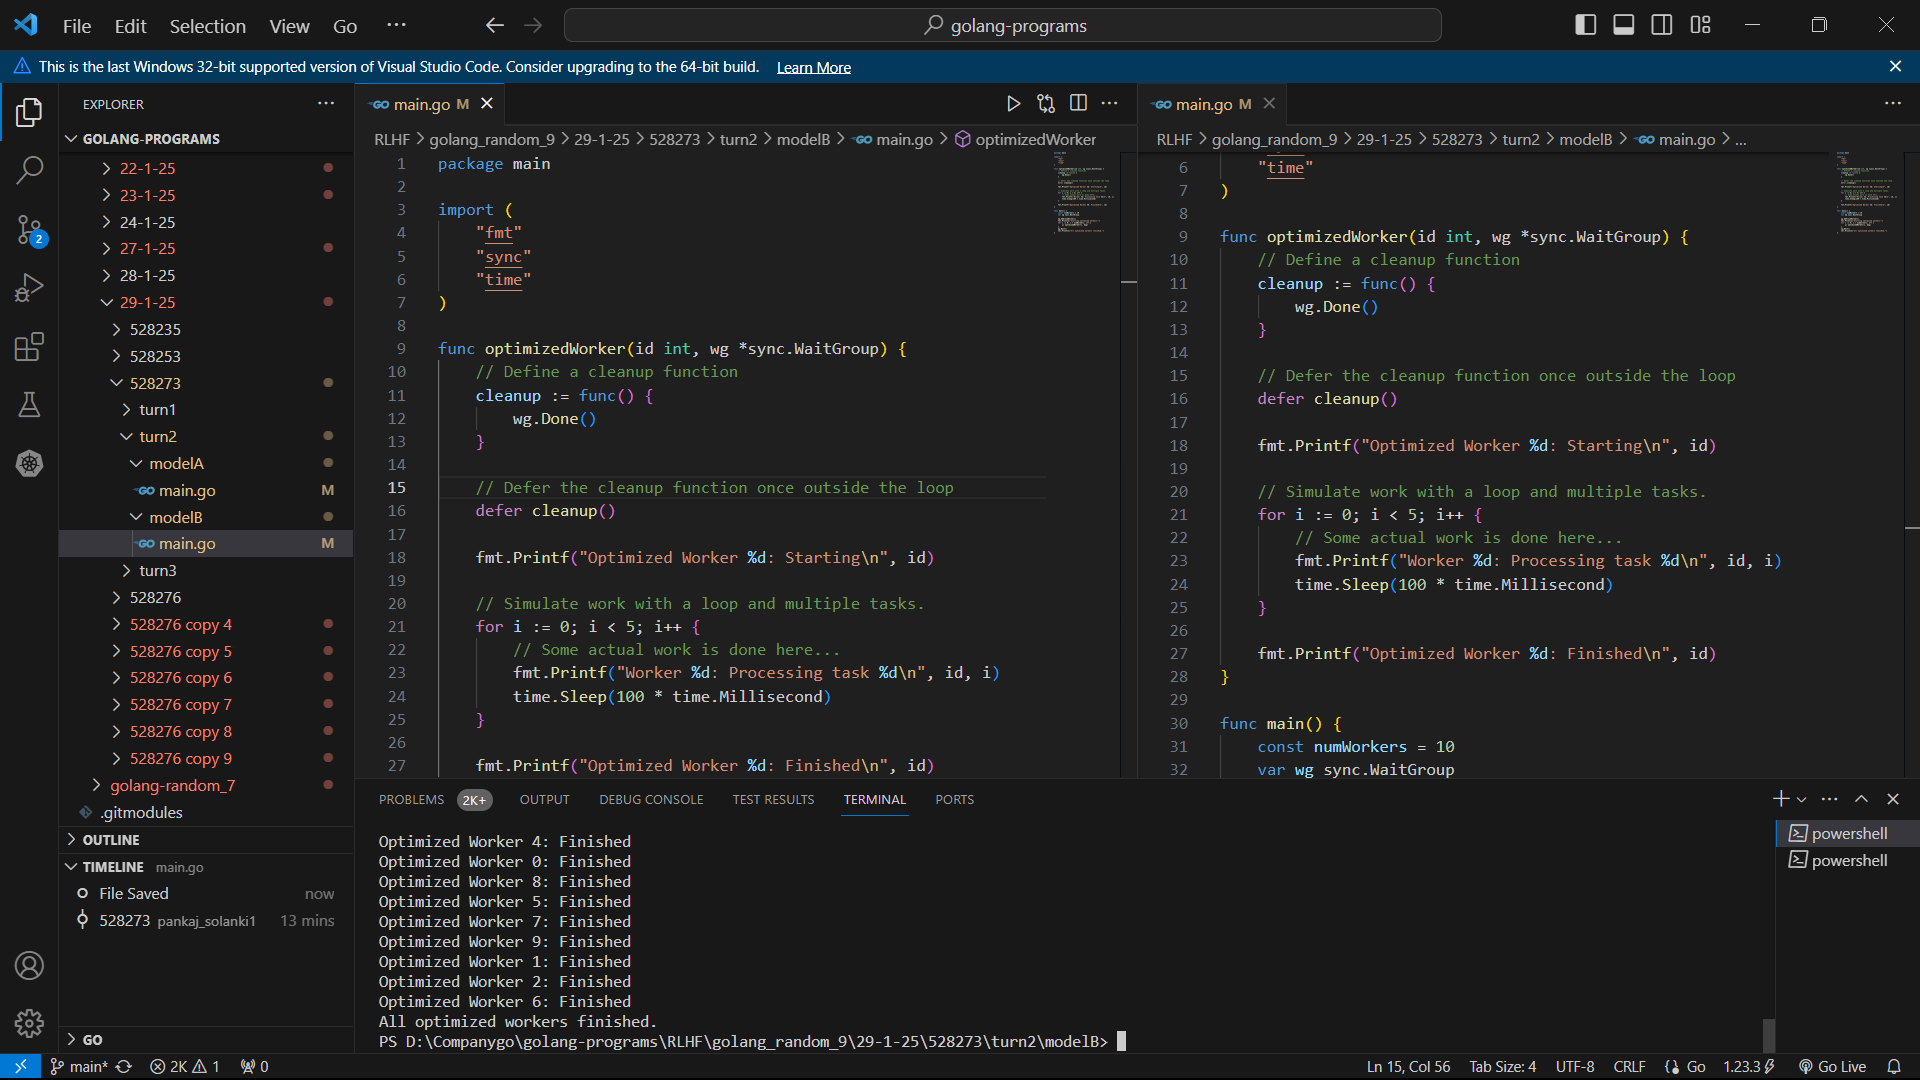 File Edit Selection View Go ···
golang-programs
This is the last Windows 32-bit supported version of Visual Studio Code. Consider upgrading to the 64-bit build. Learn More
EXPLORER
GOLANG-PROGRAMS
22-1-25
23-1-25
24-1-25
27-1-25
28-1-25
29-1-25
528235
528253
528273
turn1
turn2
modelA
main.go M
modelB
main.go M
turn3
528276
528276 copy 4
528276 copy 5
528276 copy 6
528276 copy 7
528276 copy 8
528276 copy 9
golang-random_7
.gitmodules
OUTLINE
TIMELINE main.go
File Saved now
528273 pankaj_solanki1 13 mins
GO
2
main.go M
RLHF > golang_random_9 > 29-1-25 > 528273 > turn2 > modelB > main.go > optimizedWorker
1 package main
2
3 import (
4 "fmt"
5 "sync"
6 "time"
7 )
8
9 func optimizedWorker(id int, wg *sync.WaitGroup) {
10 // Define a cleanup function
11 cleanup := func() {
12 wg.Done()
13 }
14
15 // Defer the cleanup function once outside the loop
16 defer cleanup()
17
18 fmt.Printf("Optimized Worker %d: Starting\n", id)
19
20 // Simulate work with a loop and multiple tasks.
21 for i := 0; i < 5; i++ {
22 // Some actual work is done here...
23 fmt.Printf("Worker %d: Processing task %d\n", id, i)
24 time.Sleep(100 * time.Millisecond)
25 }
26
27 fmt.Printf("Optimized Worker %d: Finished\n", id)
main.go M
RLHF > golang_random_9 > 29-1-25 > 528273 > turn2 > modelB > main.go > ...
6 "time"
7 )
8
9 func optimizedWorker(id int, wg *sync.WaitGroup) {
10 // Define a cleanup function
11 cleanup := func() {
12 wg.Done()
13 }
14
15 // Defer the cleanup function once outside the loop
16 defer cleanup()
17
18 fmt.Printf("Optimized Worker %d: Starting\n", id)
19
20 // Simulate work with a loop and multiple tasks.
21 for i := 0; i < 5; i++ {
22 // Some actual work is done here...
23 fmt.Printf("Worker %d: Processing task %d\n", id, i)
24 time.Sleep(100 * time.Millisecond)
25 }
26
27 fmt.Printf("Optimized Worker %d: Finished\n", id)
28 }
29
30 func main() {
31 const numWorkers = 10
32 var wg sync.WaitGroup
PROBLEMS 2K+ OUTPUT DEBUG CONSOLE TEST RESULTS TERMINAL PORTS
Optimized Worker 4: Finished
Optimized Worker 0: Finished
Optimized Worker 8: Finished
Optimized Worker 5: Finished
Optimized Worker 7: Finished
Optimized Worker 9: Finished
Optimized Worker 1: Finished
Optimized Worker 2: Finished
Optimized Worker 6: Finished
All optimized workers finished.
PS D:\Companygo\golang-programs\RLHF\golang_random_9\29-1-25\528273\turn2\modelB>
powershell
powershell
main* 2K 1 0 Ln 15, Col 56 Tab Size: 4 UTF-8 CRLF {} Go 1.23.3 Go Live